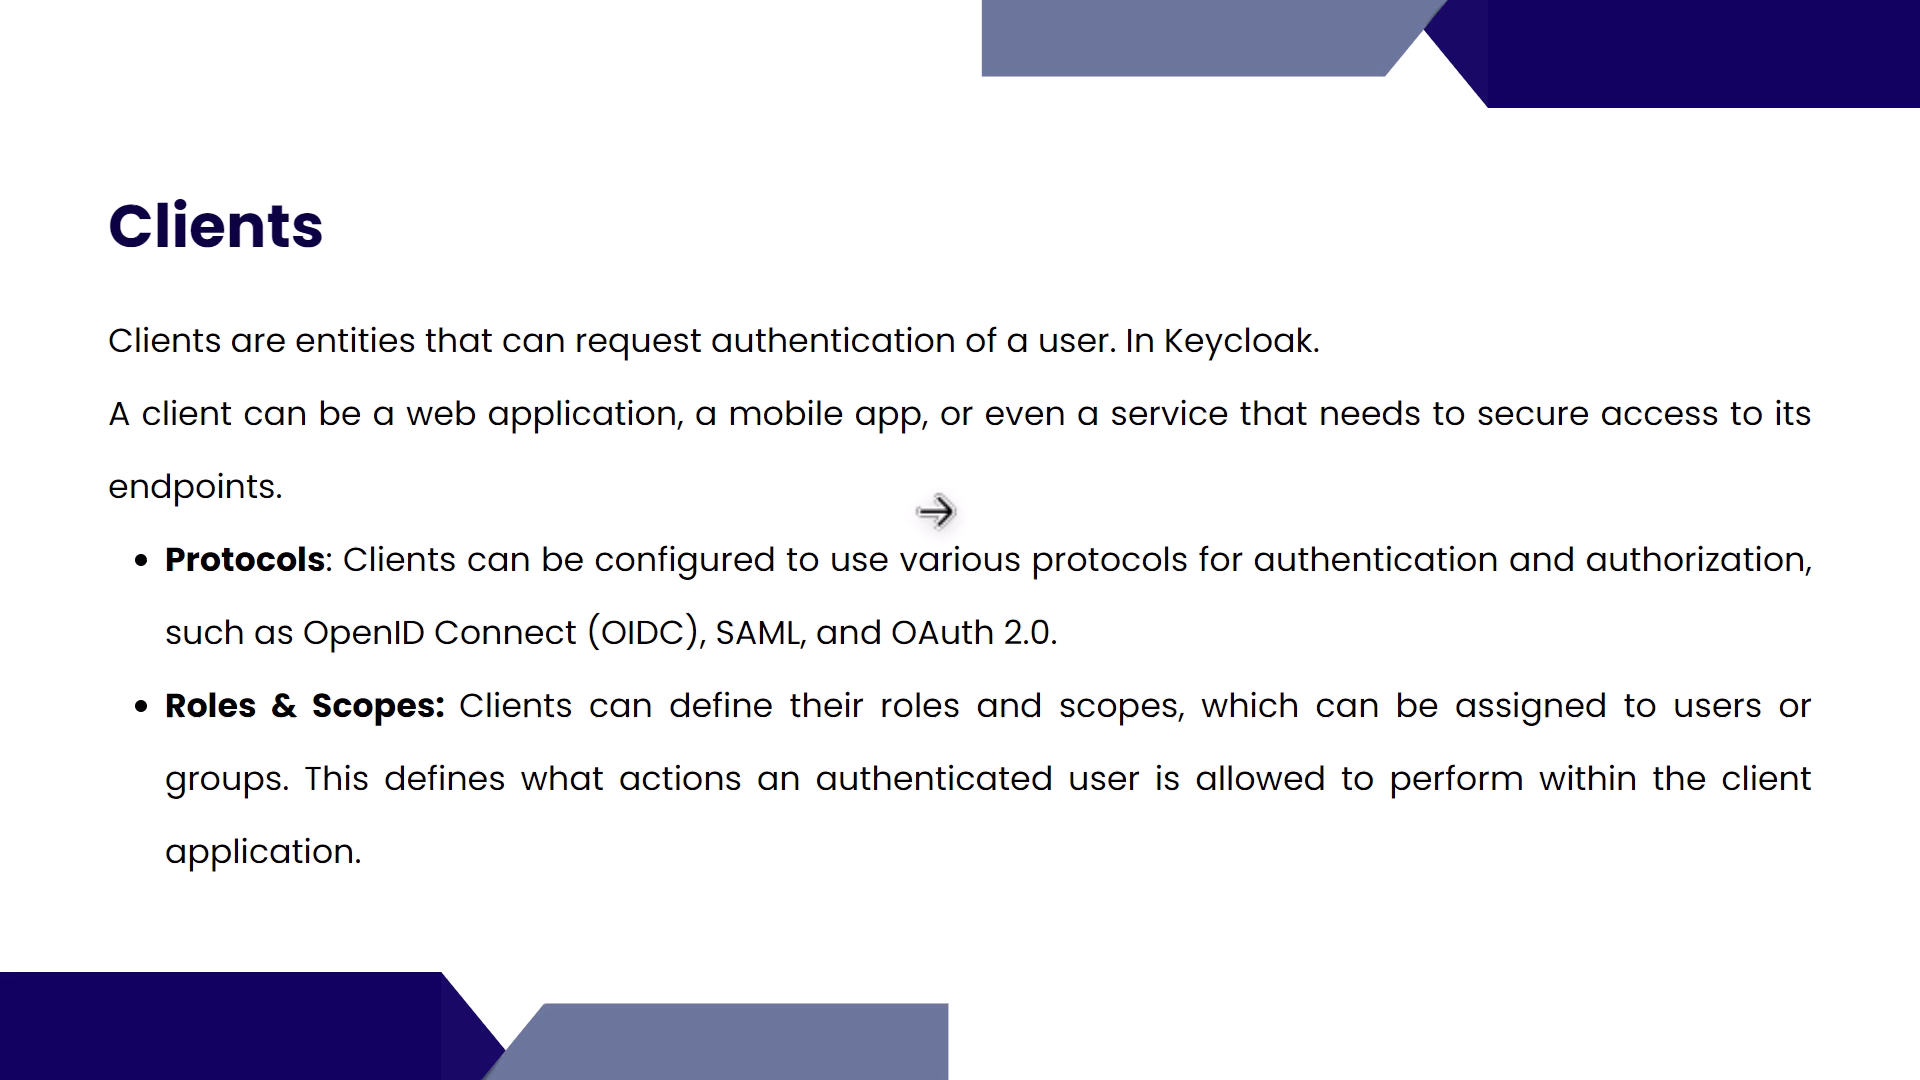 Clients
Clients are entities that can request authentication of a user. In Keycloak.
A client can be a web application, a mobile app, or even a service that needs to secure access to its
endpoints.
• Protocols: Clients can be configured to use various protocols for authentication and authorization,
such as OpenID Connect (OIDC), SAML, and OAuth 2.0.
• Roles & Scopes: Clients can define their roles and scopes, which can be assigned to users or
groups. This defines what actions an authenticated user is allowed to perform within the client
application.